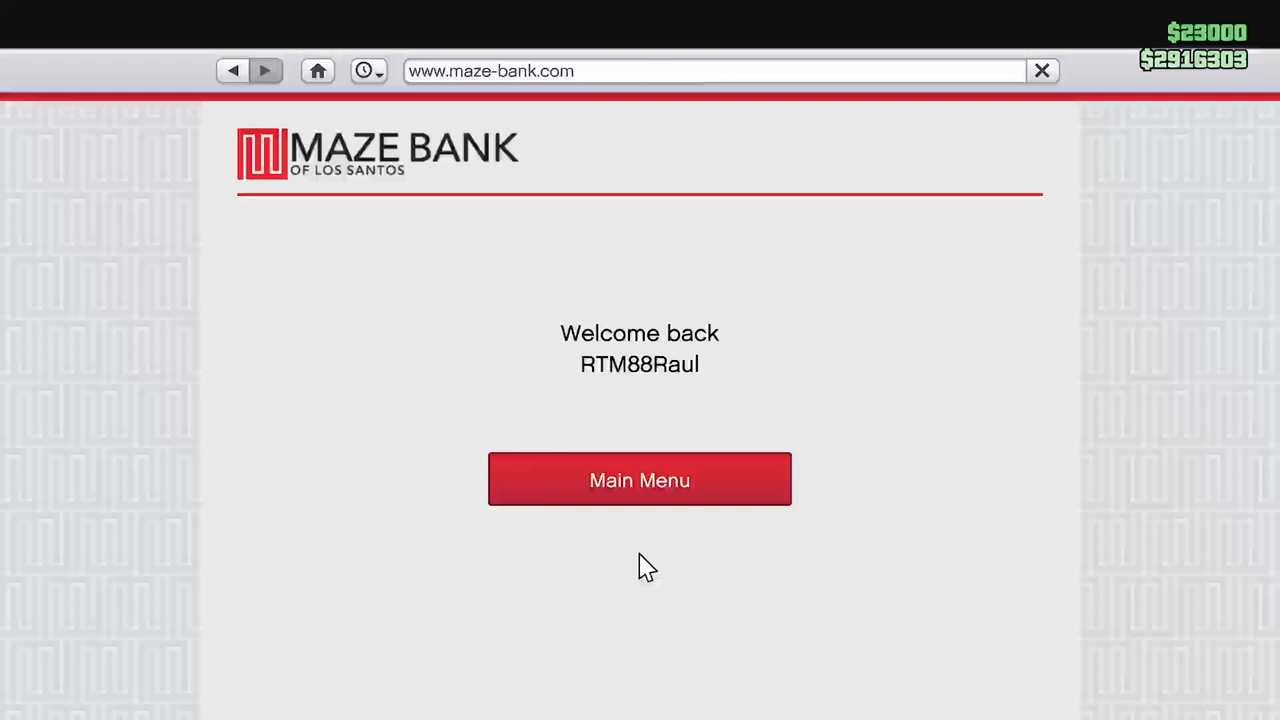 $23000
$2916303
www.maze-bank.com
MAZE BANK
OF LOS SANTOS
Welcome back
RTM88Raul
Main Menu